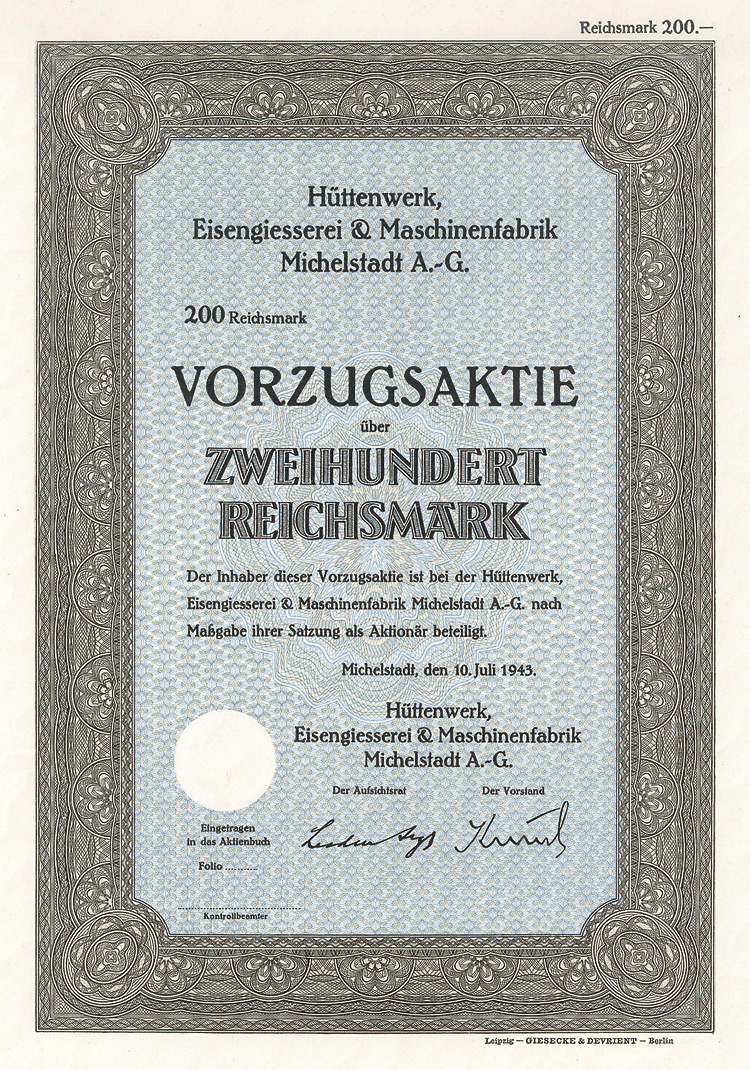 Reichsmark 200.—
Hüttenwerk,
Eisengiesserei & Maschinenfabrik
Michelstadt A.-G.
200 Reichsmark
VORZUGSAKTIE
über
ZWEIHUNDERT
REICHSMARK
Der Inhaber dieser Vorzugsaktie ist bei der Hüttenwerk,
Eisengiesserei & Maschinenfabrik Michelstadt A.-G. nach
Maßgabe ihrer Satzung als Aktionär beteiligt.
Michelstadt, den 10. Juli 1943.
Hüttenwerk,
Eisengiesserei & Maschinenfabrik
Michelstadt A.-G.
Der Aufsichtsrat Der Vorstand
Eingetragen
in das Aktienbuch
Folio ..........
Kontrollbeamter
Leipzig — GIESECKE & DEVRIENT — Berlin